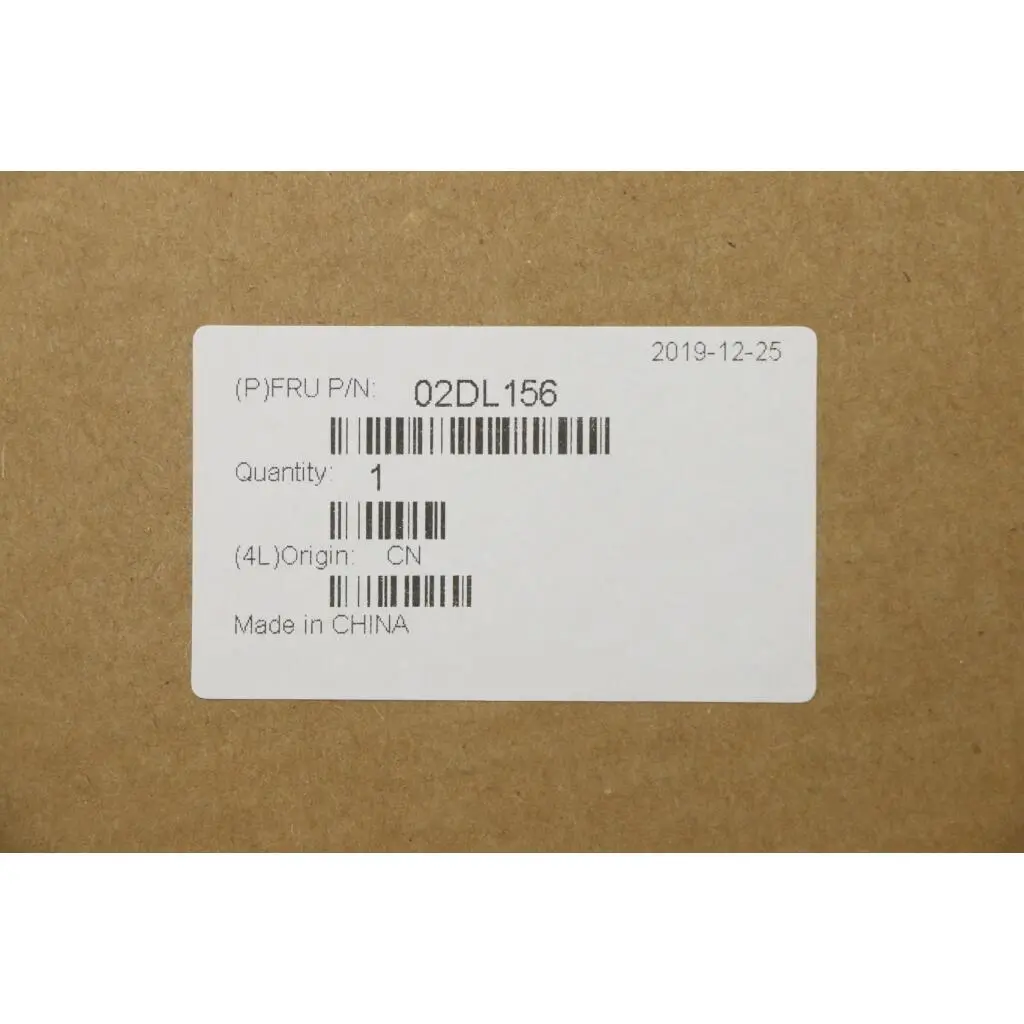 2019-12-25
(P)FRU P/N: 02DL156
Quantity: 1
(4L)Origin: CN
Made in CHINA